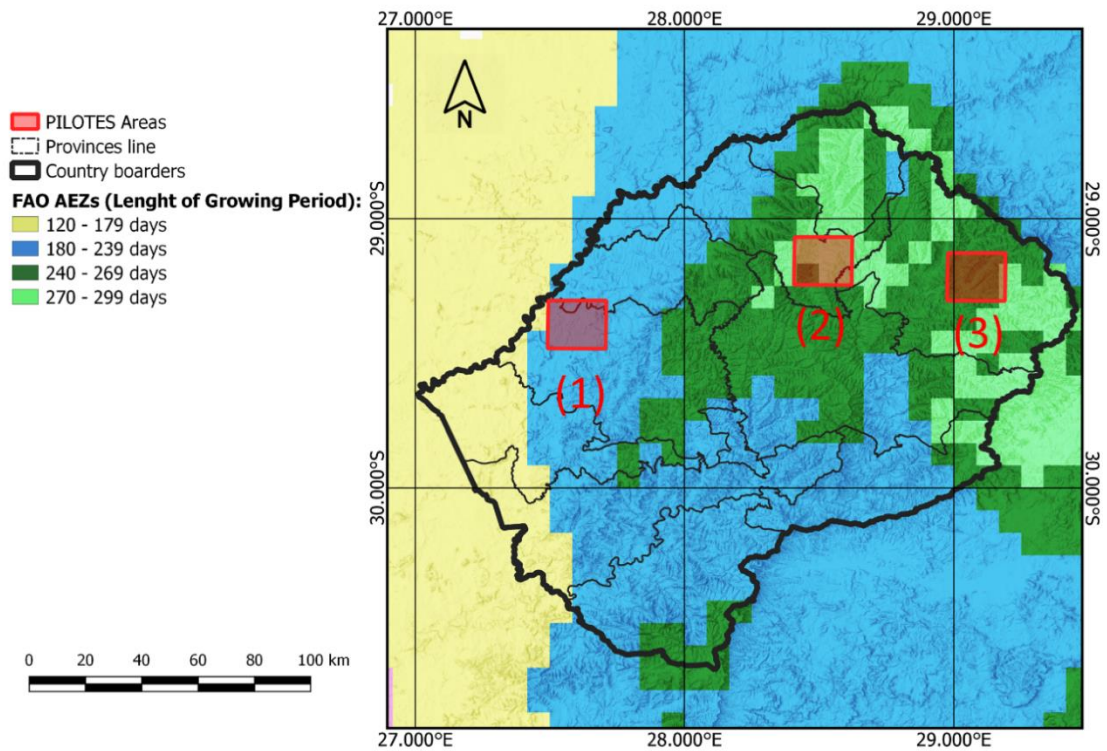 27.000°E 28.000°E 29.000°E
N
PILOTES Areas
Provinces line
Country boarders
FAO AEZs (Lenght of Growing Period):
120 - 179 days
180 - 239 days
240 - 269 days
270 - 299 days
29.000°S 29.000°S
(1)
(2)
(3)
30.000°S 30.000°S
0 20 40 60 80 100 km
27.000°E 28.000°E 29.000°E